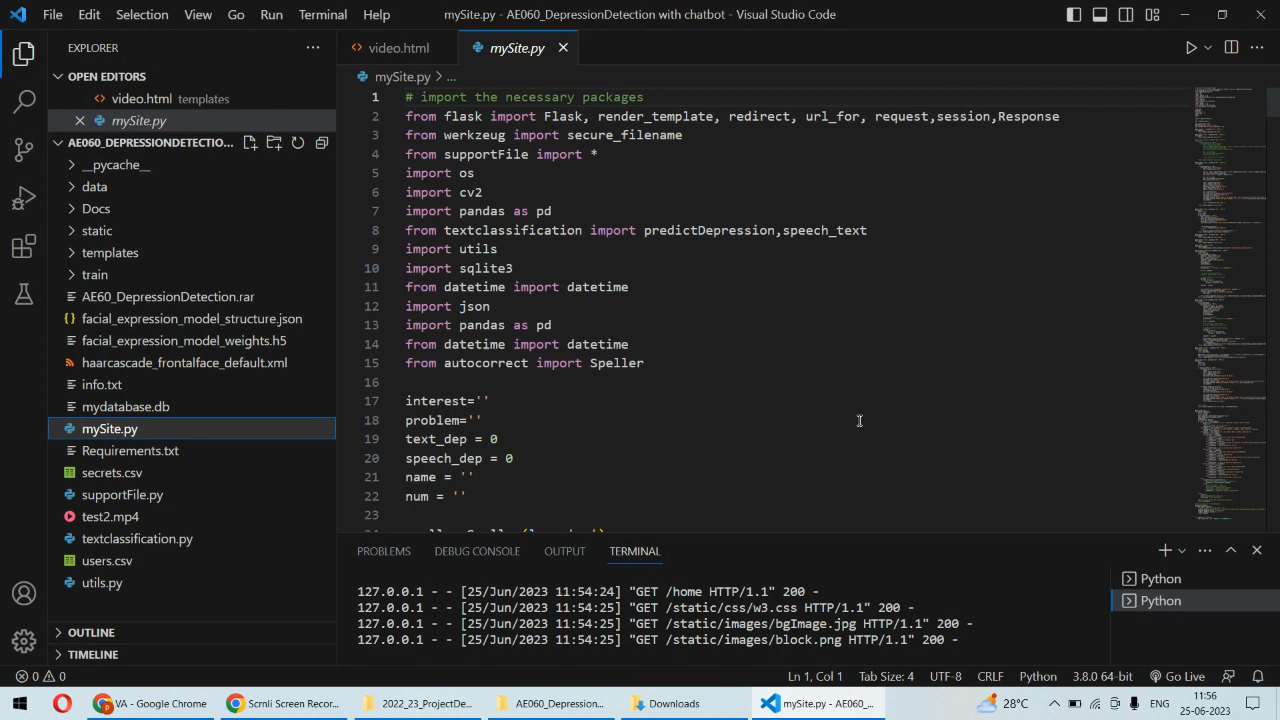 File Edit Selection View Go Run Terminal Help
mySite.py - AE060_DepressionDetection with chatbot - Visual Studio Code
EXPLORER
OPEN EDITORS
video.html templates
mySite.py
AE060_DEPRESSIONDETECTIO...
__pycache__
data
docs
static
templates
train
AE60_DepressionDetection.rar
facial_expression_model_structure.json
facial_expression_model_weights.h5
info.txt
mydatabase.db
mySite.py
Requirements.txt
secrets.csv
supportFile.py
test2.mp4
textclassification.py
users.csv
utils.py
OUTLINE
TIMELINE
video.html
mySite.py
mySite.py > ...
1 # import the necessary packages
2 from flask import Flask, render_template, redirect, url_for, request,session,Response
3 from werkzeug import secure_filename
4 from supportFile import *
5 import os
6 import cv2
7 import pandas as pd
8 from textclassification import processDepressionData_text
9 import utils
10 import sqlite3
11 from datetime import datetime
12 import json
13 import pandas as pd
14 from datetime import datetime
15
16
17 interest=''
18 problem=''
19 text_dep = 0
20
21
22 num = ''
23
24
PROBLEMS DEBUG CONSOLE OUTPUT TERMINAL
127.0.0.1 - - [25/Jun/2023 11:54:24] "GET /home HTTP/1.1" 200 -
127.0.0.1 - - [25/Jun/2023 11:54:25] "GET /static/css/w3.css HTTP/1.1" 200 -
127.0.0.1 - - [25/Jun/2023 11:54:25] "GET /static/images/bgImage.jpg HTTP/1.1" 200 -
127.0.0.1 - - [25/Jun/2023 11:54:25] "GET /static/images/block.png HTTP/1.1" 200 -
Python
Python
0 0
Ln 1, Col 1 Tab Size: 4 UTF-8 CRLF Python 3.8.0 64-bit Go Live
VA - Google Chrome
Scrnli Screen Recor...
2022_23_ProjectDe...
AE060_Depression...
Downloads
mySite.py - AE060_...
28°C
ENG
11:56
25-06-2023